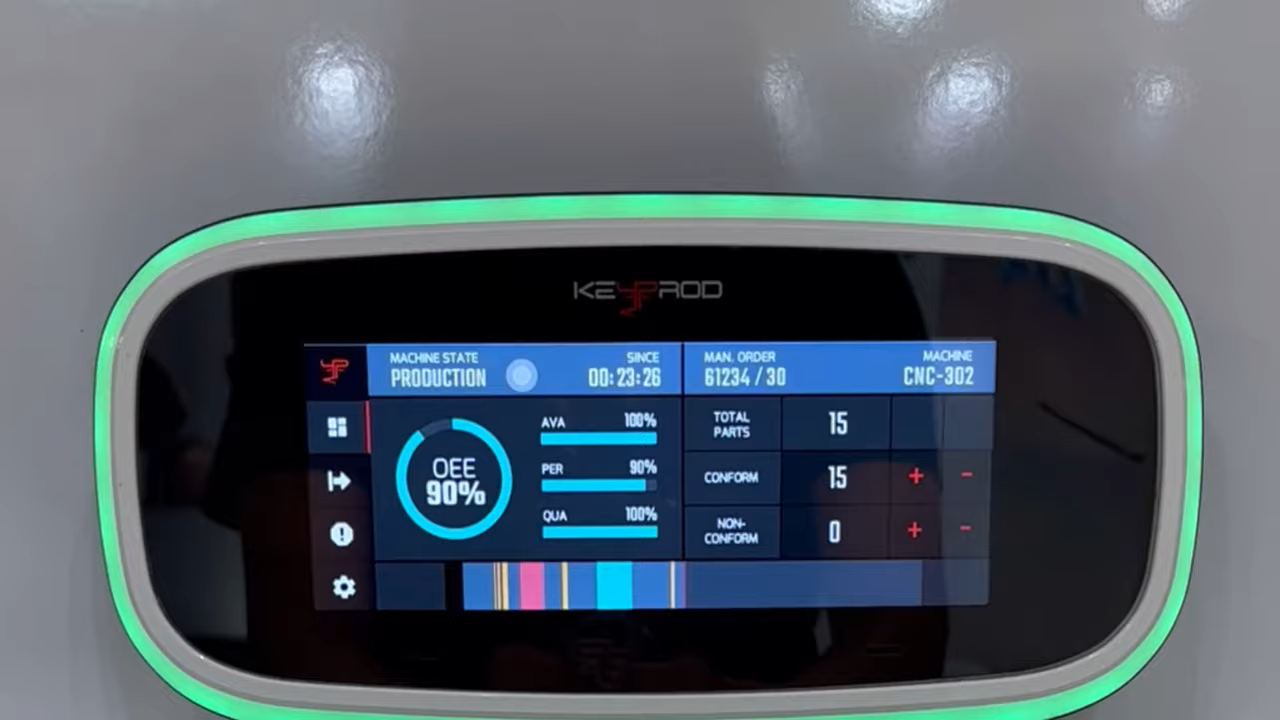 KEYPROD
MACHINE STATE
SINCE
PRODUCTION
00:23:26
MAN. ORDER
MACHINE
61234 / 30
CNC-302
OEE
90%
AVA
100%
PER
90%
QUA
100%
TOTAL
PARTS
15
CONFORM
15
+
-
NON-
CONFORM
0
+
-